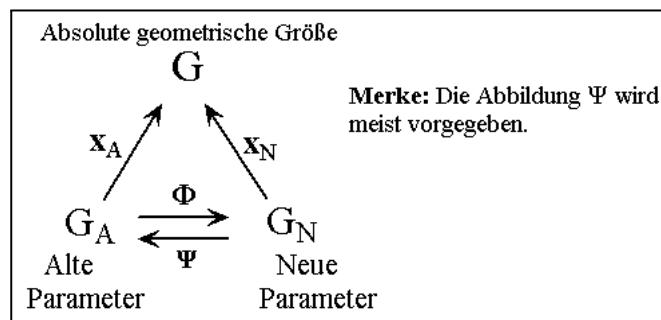 Absolute geometrische Größe
G
Merke: Die Abbildung Ψ wird
meist vorgegeben.
x_A
x_N
Φ
G_A
G_N
Ψ
Alte
Parameter
Neue
Parameter